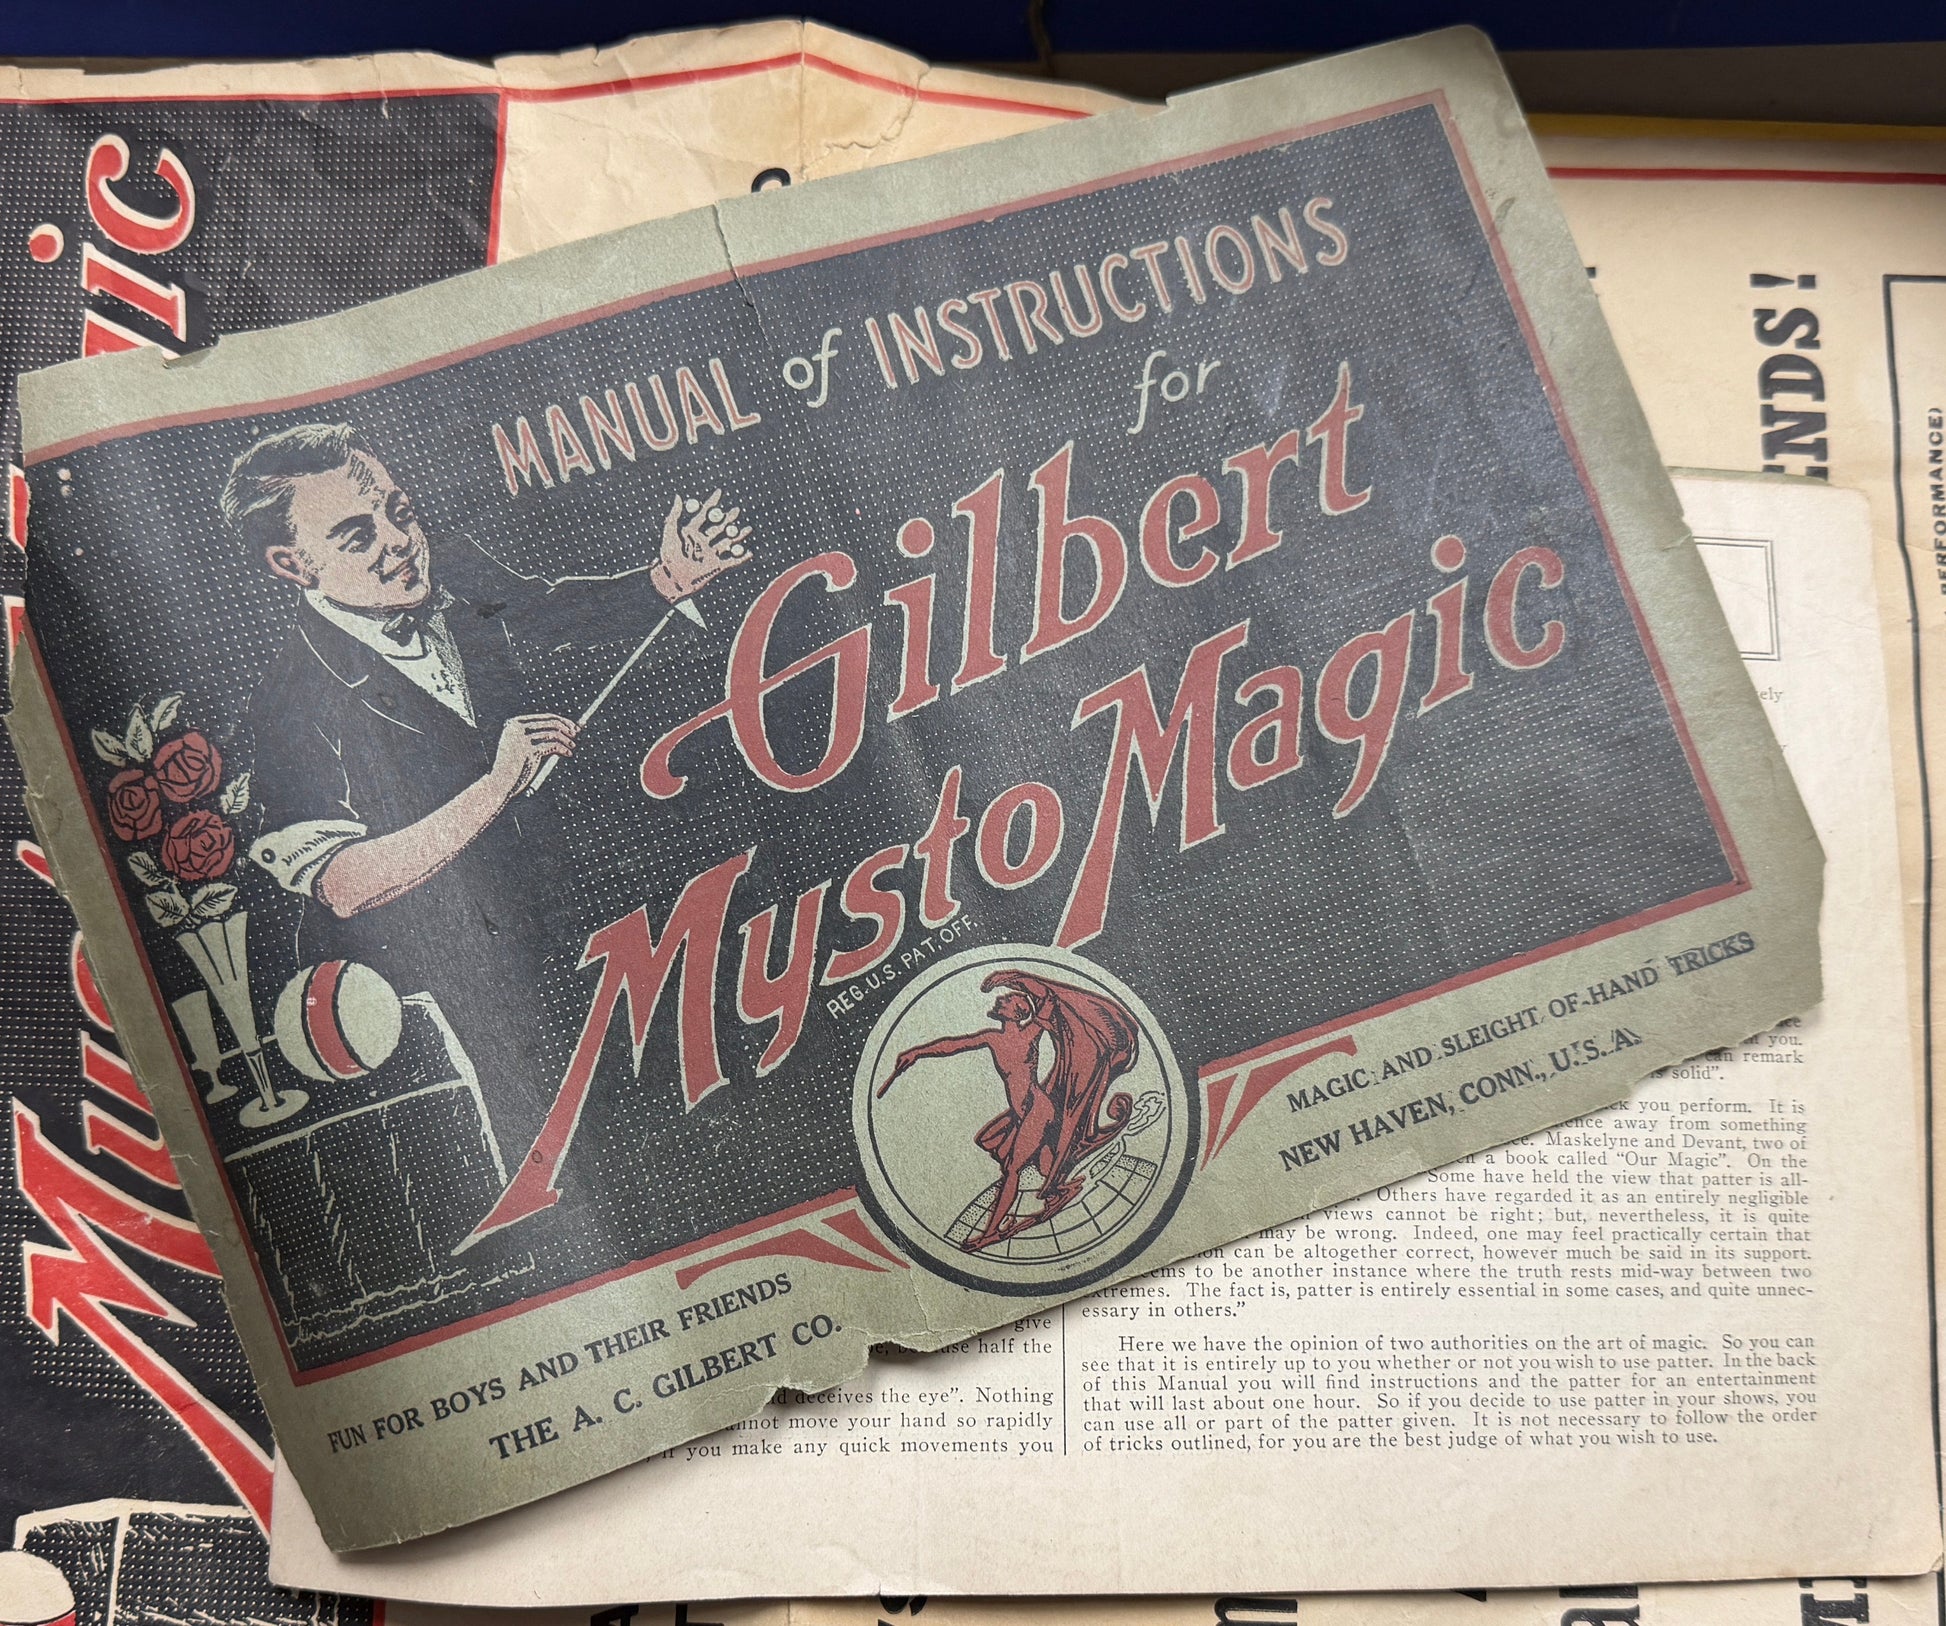 MANUAL of INSTRUCTIONS
for
Gilbert
Mysto Magic
REG. U.S. PAT. OFF.
FUN FOR BOYS AND THEIR FRIENDS
THE A. C. GILBERT CO.
MAGIC AND SLEIGHT-OF-HAND TRICKS
NEW HAVEN, CONN., U.S.A.
ENDS!
PERFORMANCE)
you.
can remark
solid".
you perform. It is
away from something
Maskelyne and Devant, two of
a book called "Our Magic". On the
Some have held the view that patter is all-
Others have regarded it as an entirely negligible
views cannot be right; but, nevertheless, it is quite
may be wrong. Indeed, one may feel practically certain that
can be altogether correct, however much be said in its support.
to be another instance where the truth rests mid-way between two
extremes. The fact is, patter is entirely essential in some cases, and quite unnec-
essary in others."
Here we have the opinion of two authorities on the art of magic. So you can
see that it is entirely up to you whether or not you wish to use patter. In the back
of this Manual you will find instructions and the patter for an entertainment
that will last about one hour. So if you decide to use patter in your shows, you
can use all or part of the patter given. It is not necessary to follow the order
of tricks outlined, for you are the best judge of what you wish to use.
give
half the
deceives the eye". Nothing
move your hand so rapidly
you make any quick movements you